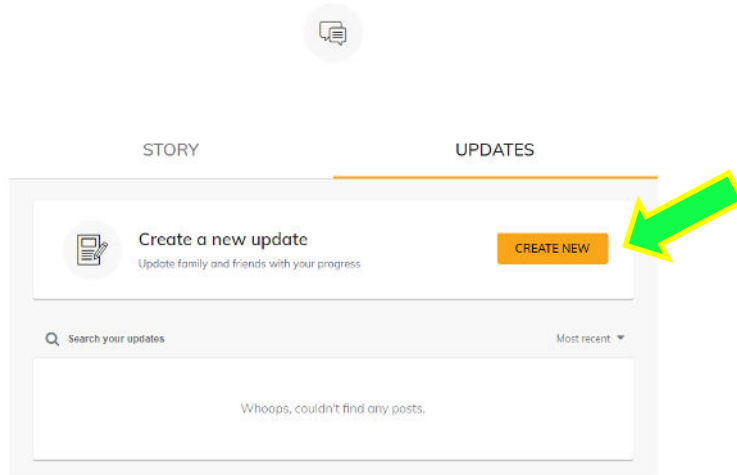 STORY
UPDATES
Create a new update
Update family and friends with your progress
CREATE NEW
Search your updates
Most recent
Whoops, couldn't find any posts.